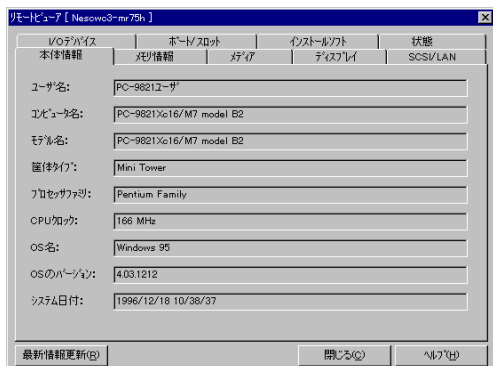 リモートビューア [ Nesowc3-mr75h ]
I/Oデバイス ボード/スロット インストールソフト 状態
本体情報 メモリ情報 メディア ディスプレイ SCSI/LAN
ユーザ名: PC-9821ユーザ
コンピュータ名: PC-9821Xc16/M7 model B2
モデル名: PC-9821Xc16/M7 model B2
筐体タイプ: Mini Tower
プロセッサファミリ: Pentium Family
CPUクロック: 166 MHz
OS名: Windows 95
OSのバージョン: 4.03.1212
システム日付: 1996/12/18 10/38/37
最新情報更新(R) 閉じる(C) ヘルプ(H)